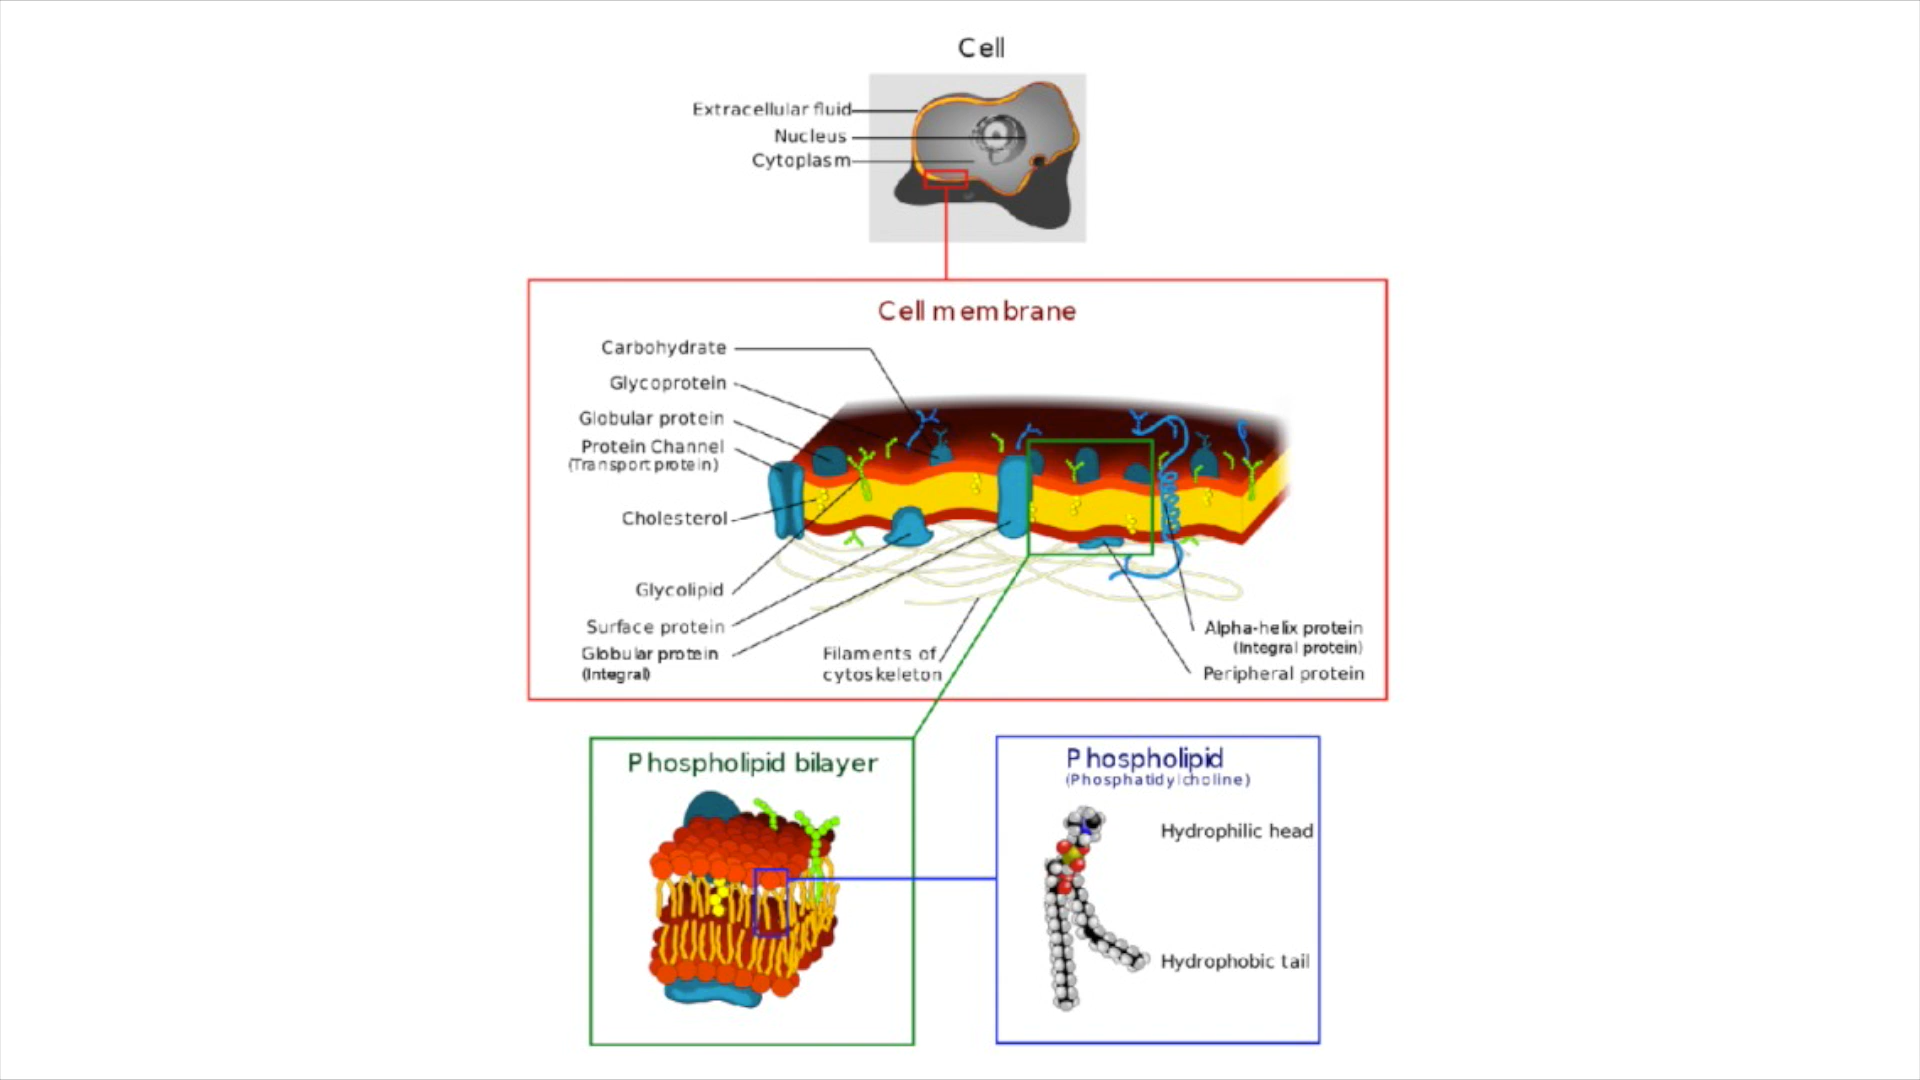 Cell
Extracellular fluid
Nucleus
Cytoplasm
Cell membrane
Carbohydrate
Glycoprotein
Globular protein
Protein Channel
(Transport protein)
Cholesterol
Glycolipid
Surface protein
Globular protein
(Integral)
Filaments of
cytoskeleton
Alpha-helix protein
(Integral protein)
Peripheral protein
Phospholipid bilayer
Phospholipid
(Phosphatidylcholine)
Hydrophilic head
Hydrophobic tail